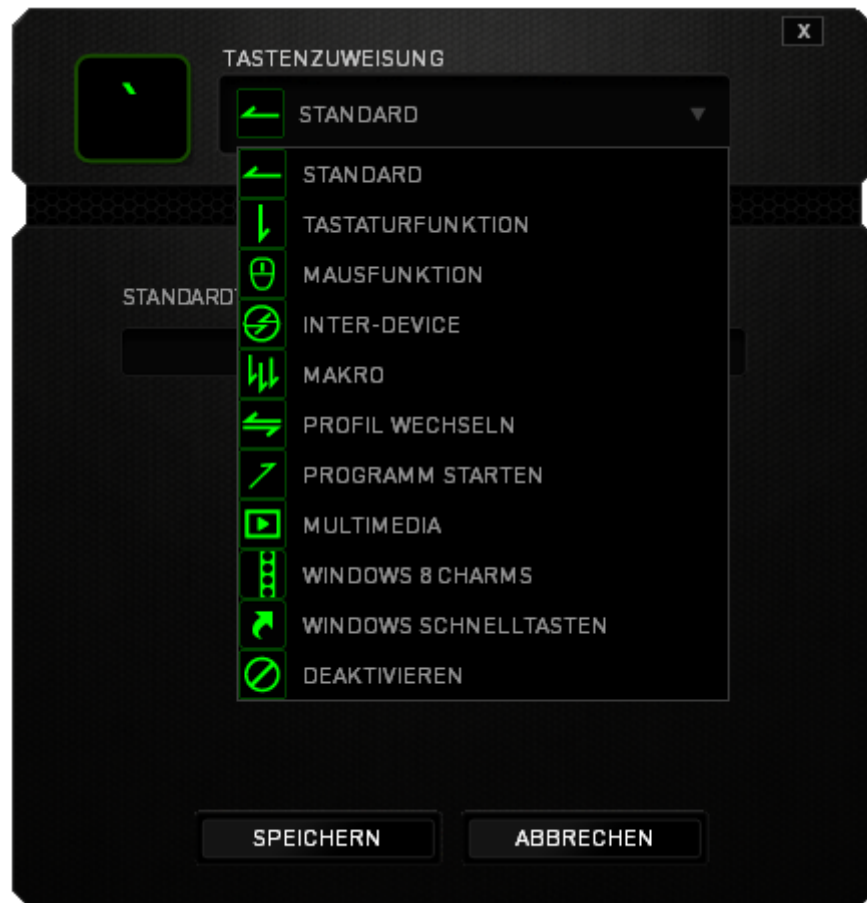 X
TASTENZUWEISUNG
`
STANDARD
STANDARD
TASTATURFUNKTION
MAUSFUNKTION
INTER-DEVICE
MAKRO
PROFIL WECHSELN
PROGRAMM STARTEN
MULTIMEDIA
WINDOWS 8 CHARMS
WINDOWS SCHNELLTASTEN
DEAKTIVIEREN
SPEICHERN
ABBRECHEN